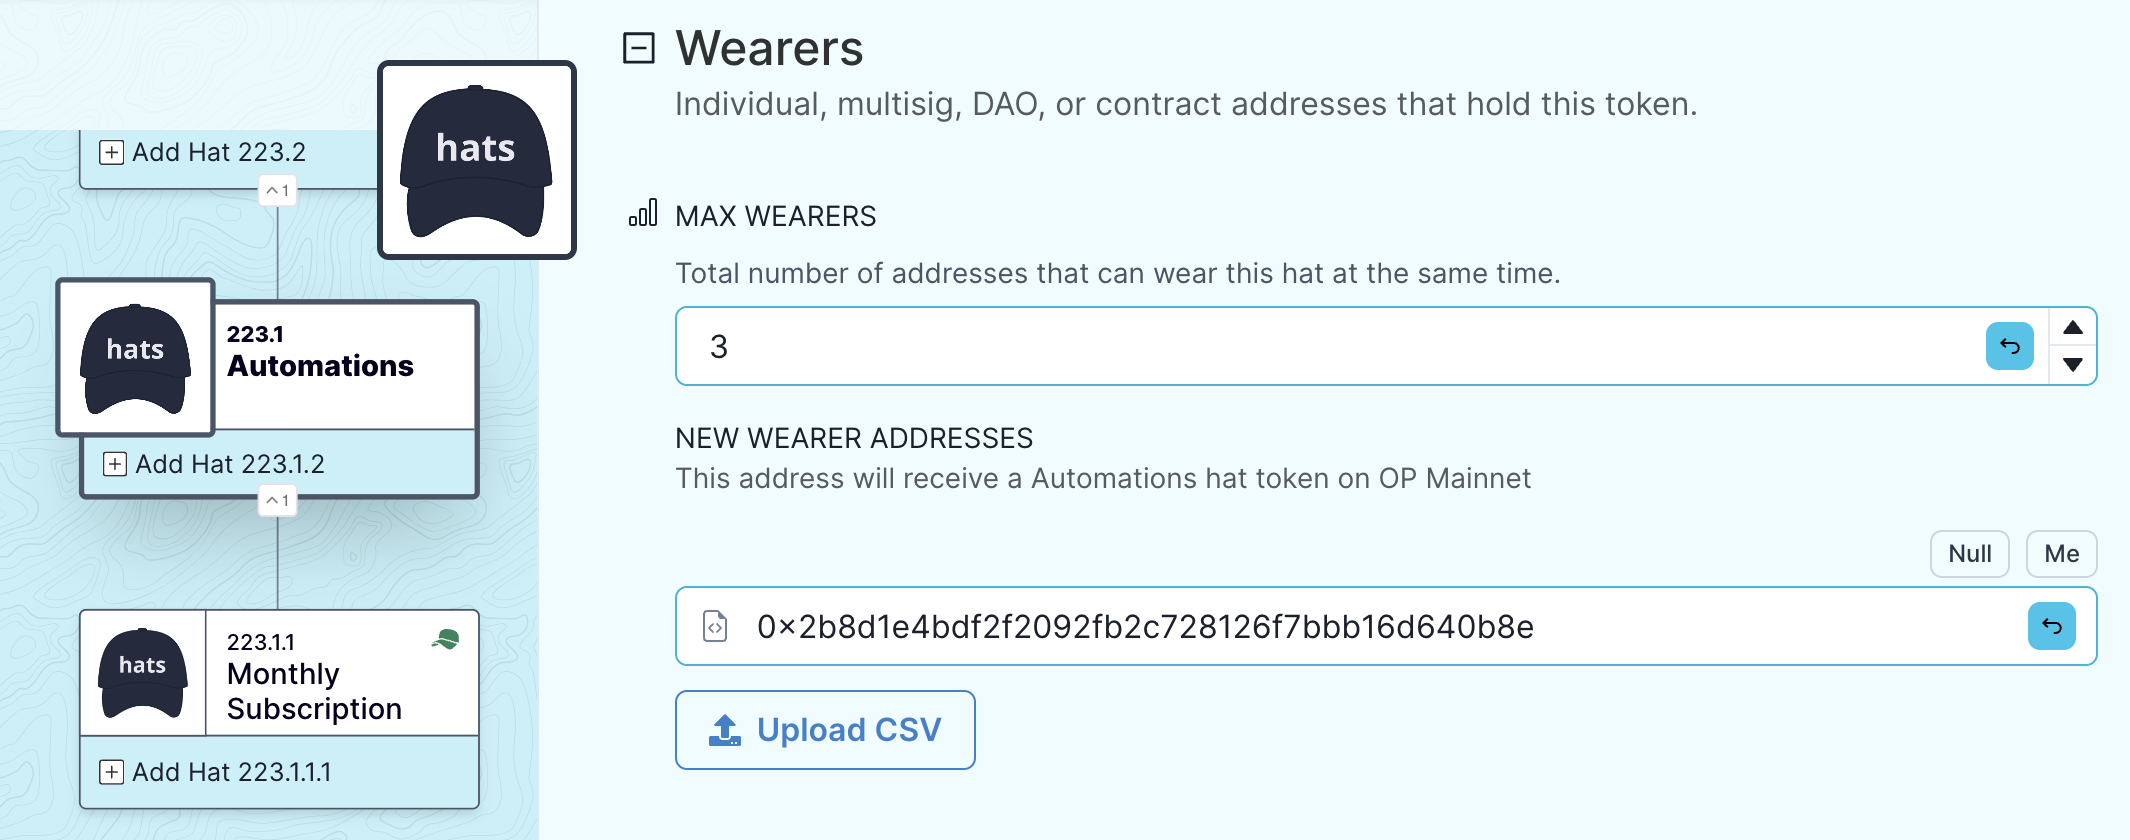 Add Hat 223.2
1
hats
hats
223.1
Automations
Add Hat 223.1.2
1
hats
223.1.1
Monthly
Subscription
Add Hat 223.1.1.1
Wearers
Individual, multisig, DAO, or contract addresses that hold this token.
MAX WEARERS
Total number of addresses that can wear this hat at the same time.
3
NEW WEARER ADDRESSES
This address will receive a Automations hat token on OP Mainnet
Null Me
0x2b8d1e4bdf2f2092fb2c728126f7bbb16d640b8e
Upload CSV